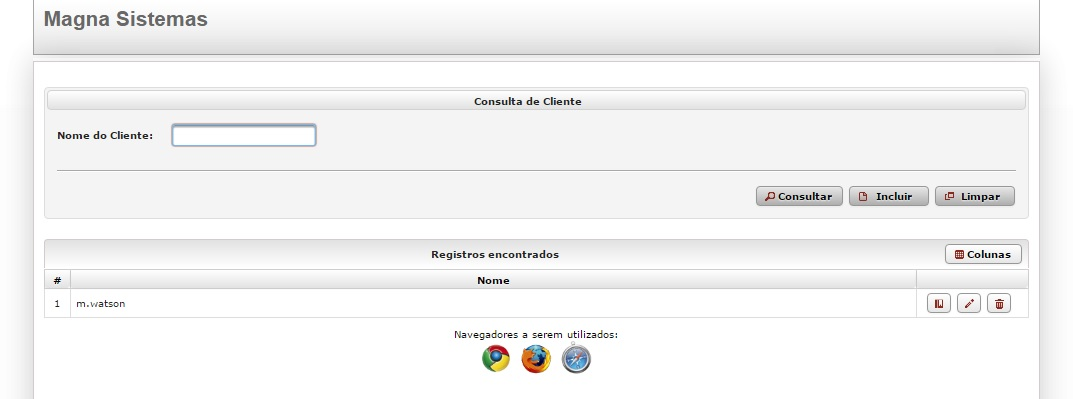 Magna Sistemas
Consulta de Cliente
Nome do Cliente:
Consultar Incluir Limpar
Registros encontrados Colunas
# Nome
1 m.watson
Navegadores a serem utilizados: